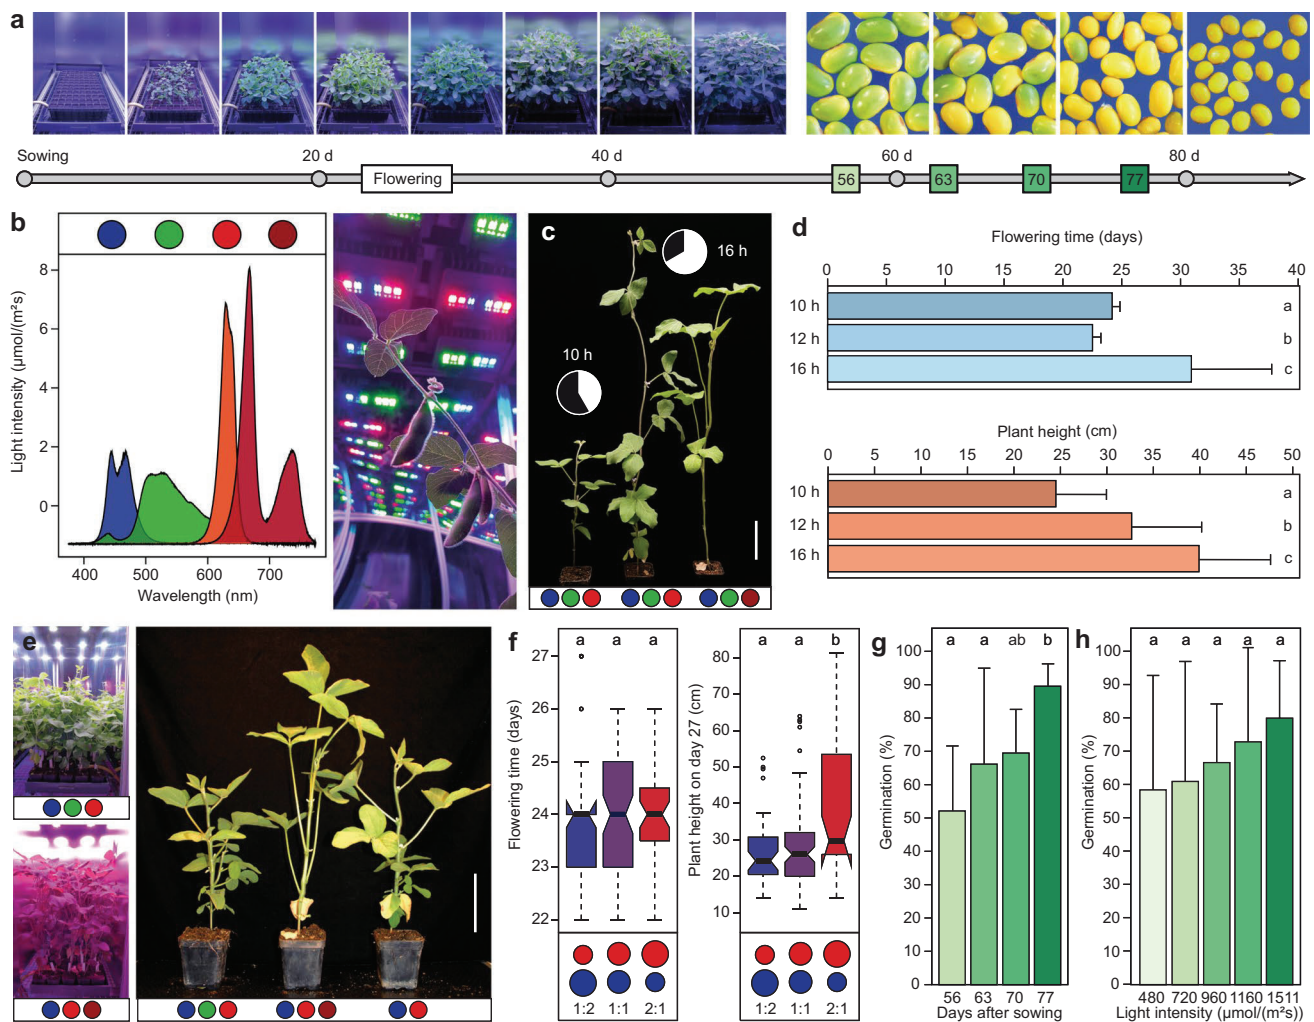 a
Sowing
20 d
40 d
60 d
80 d
Flowering
56
63
70
77
b
Light intensity (µmol/(m²s)
8
6
4
2
0
400
500
600
700
Wavelength (nm)
c
16 h
10 h
d
Flowering time (days)
0
5
10
15
20
25
30
35
40
10 h
a
12 h
b
16 h
c
Plant height (cm)
0
5
10
15
20
25
30
35
40
45
50
10 h
a
12 h
b
16 h
c
e
f
a
a
a
Flowering time (days)
27
26
25
24
23
22
1:2
1:1
2:1
a
a
b
Plant height on day 27 (cm)
80
70
60
50
40
30
20
10
1:2
1:1
2:1
g
a
a
ab
b
Germination (%)
100
90
80
70
60
50
40
30
20
10
0
56
63
70
77
Days after sowing
h
a
a
a
a
a
Germination (%)
100
90
80
70
60
50
40
30
20
10
0
480
720
960
1160
1511
Light intensity (µmol/(m²s))